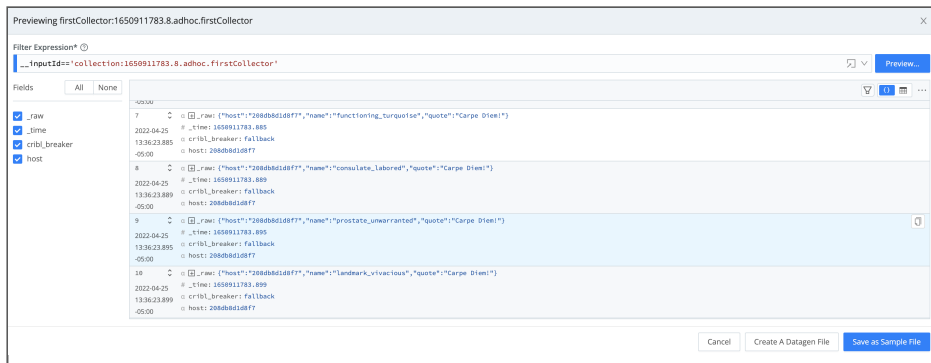 Previewing firstCollector:1650911783.8.adhoc.firstCollector
Filter Expression*
__inputId=='collection:1650911783.8.adhoc.firstCollector'
Preview...
Fields
All None
_raw
_time
cribl_breaker
host
-05:00
7
2022-04-25
13:36:23.885
-05:00
α _raw: {"host":"208db8d1d8f7","name":"functioning_turquoise","quote":"Carpe Diem!"}
# _time: 1650911783.885
α cribl_breaker: fallback
α host: 208db8d1d8f7
8
2022-04-25
13:36:23.889
-05:00
α _raw: {"host":"208db8d1d8f7","name":"consulate_labored","quote":"Carpe Diem!"}
# _time: 1650911783.889
α cribl_breaker: fallback
α host: 208db8d1d8f7
9
2022-04-25
13:36:23.895
-05:00
α _raw: {"host":"208db8d1d8f7","name":"prostate_unwarranted","quote":"Carpe Diem!"}
# _time: 1650911783.895
α cribl_breaker: fallback
α host: 208db8d1d8f7
10
2022-04-25
13:36:23.899
-05:00
α _raw: {"host":"208db8d1d8f7","name":"landmark_vivacious","quote":"Carpe Diem!"}
# _time: 1650911783.899
α cribl_breaker: fallback
α host: 208db8d1d8f7
Cancel
Create A Datagen File
Save as Sample File